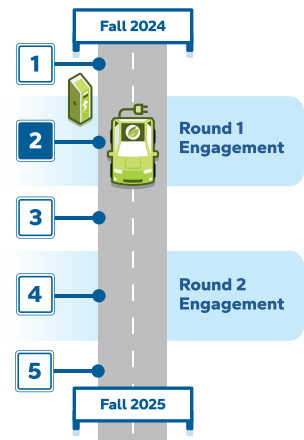 Fall 2024
1
2
Round 1
Engagement
3
4
Round 2
Engagement
5
Fall 2025